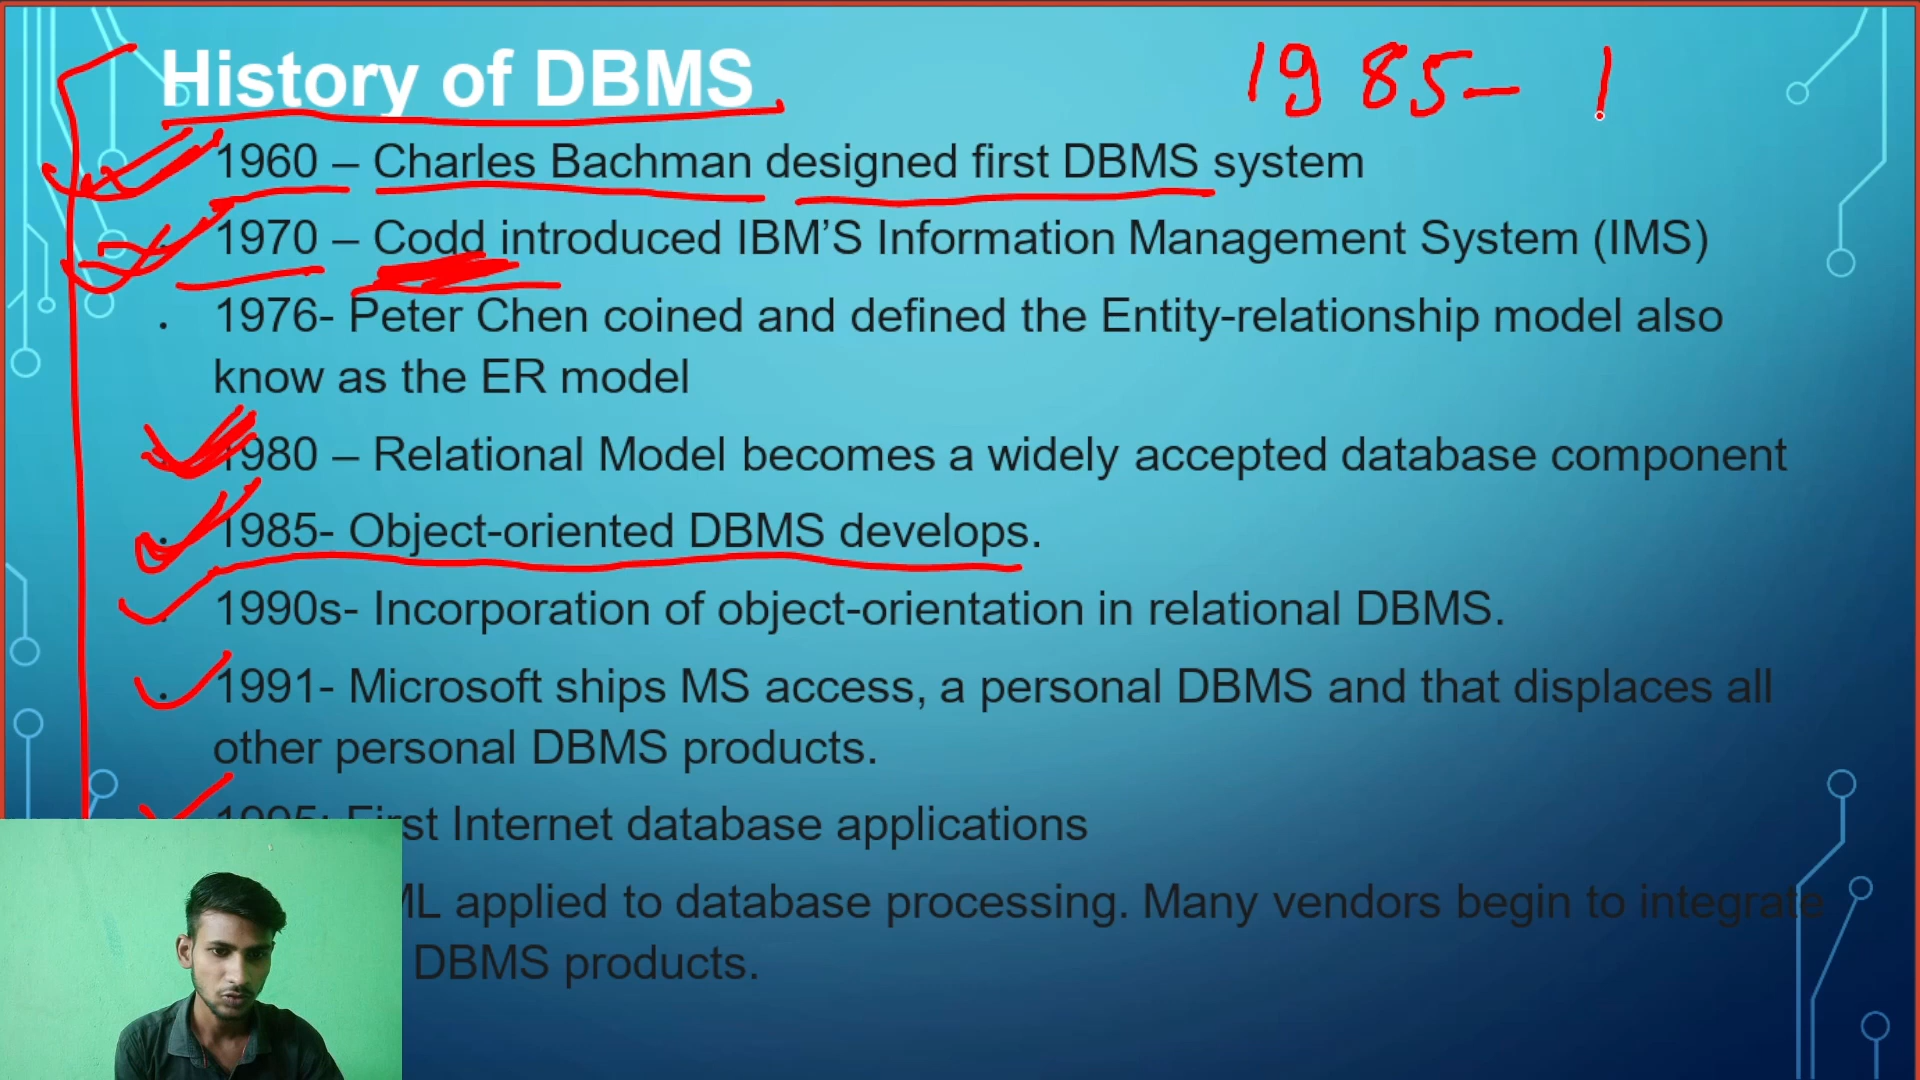 History of DBMS
1985- 1
1960 – Charles Bachman designed first DBMS system
1970 – Codd introduced IBM’S Information Management System (IMS)
1976- Peter Chen coined and defined the Entity-relationship model also
know as the ER model
1980 – Relational Model becomes a widely accepted database component
1985- Object-oriented DBMS develops.
1990s- Incorporation of object-orientation in relational DBMS.
1991- Microsoft ships MS access, a personal DBMS and that displaces all
other personal DBMS products.
1995: First Internet database applications
applied to database processing. Many vendors begin to integrate
DBMS products.